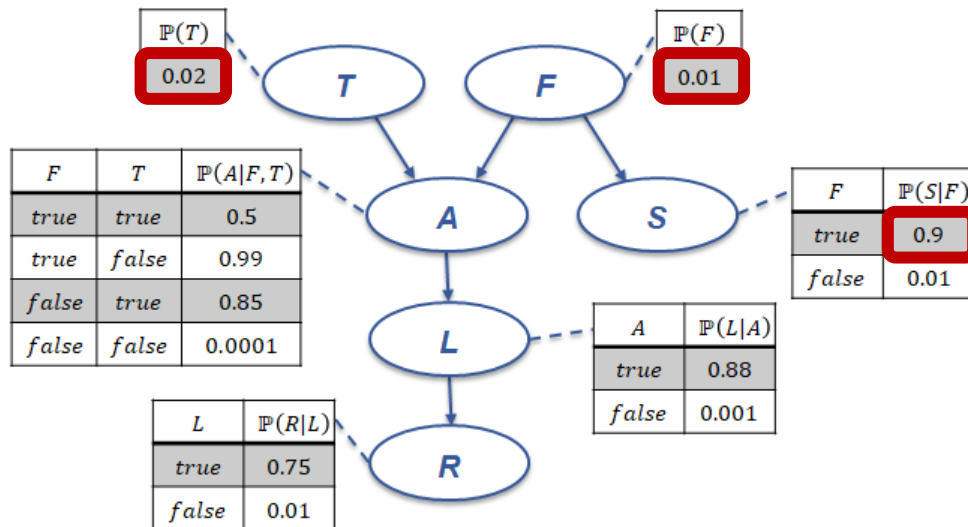 ℙ(T)
0.02
T
F
ℙ(F)
0.01
F T ℙ(A|F,T)
true true 0.5
true false 0.99
false true 0.85
false false 0.0001
A
S
F ℙ(S|F)
true 0.9
false 0.01
L
A ℙ(L|A)
true 0.88
false 0.001
L ℙ(R|L)
true 0.75
false 0.01
R